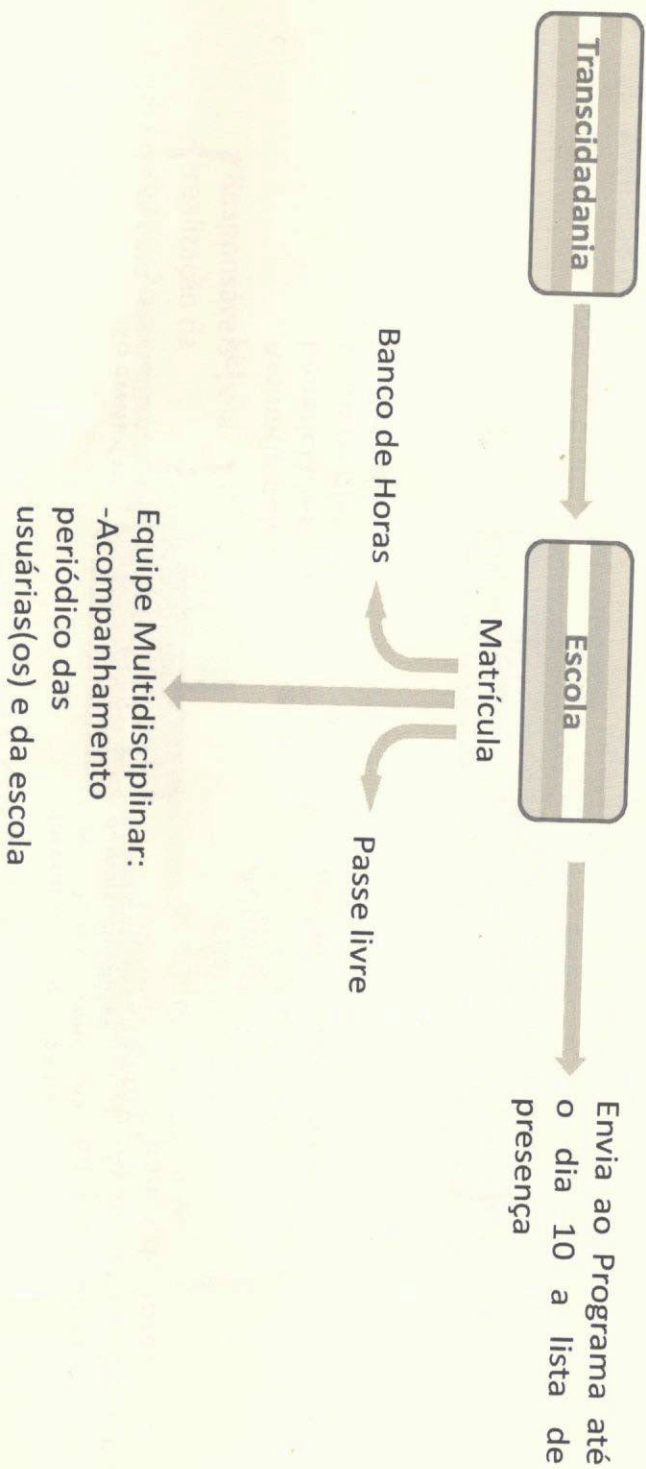 Transcidadania
Escola
Envia ao Programa até
o dia 10 a lista de
presença
Matrícula
Banco de Horas
Passe livre
Equipe Multidisciplinar:
-Acompanhamento
periódico das
usuárias(os) e da escola